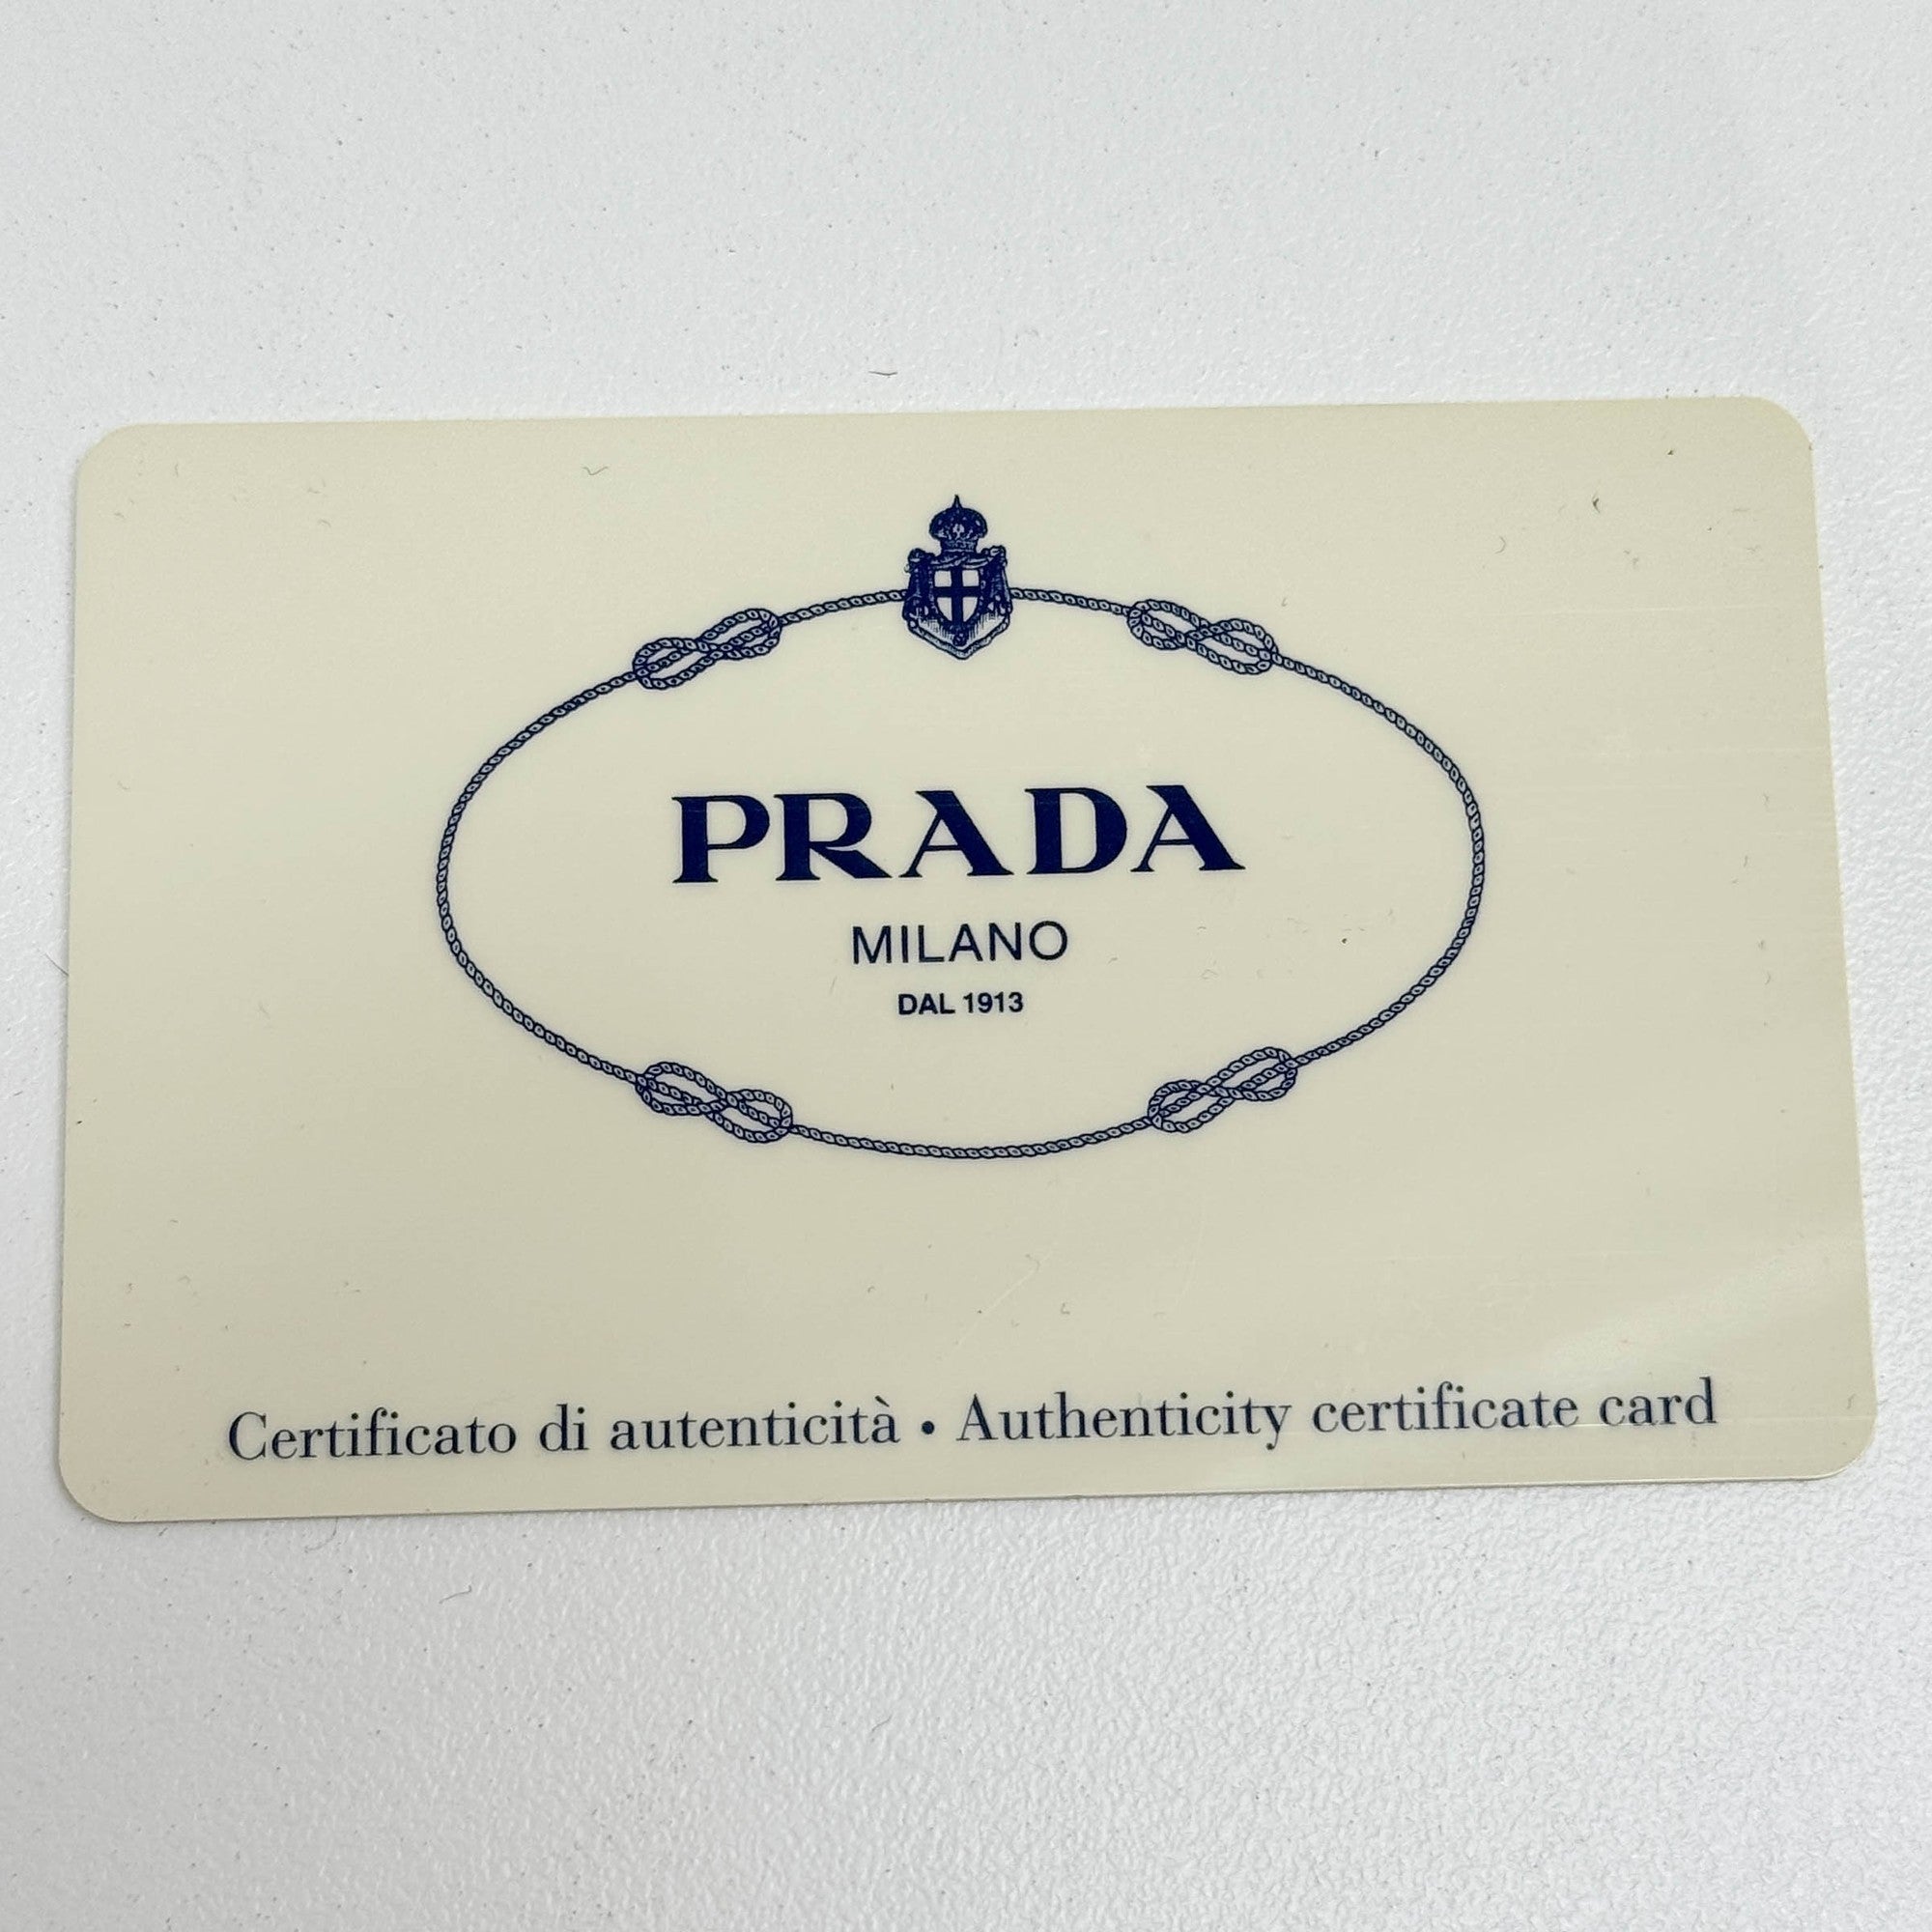 PRADA
MILANO
DAL 1913
Certificato di autenticità • Authenticity certificate card